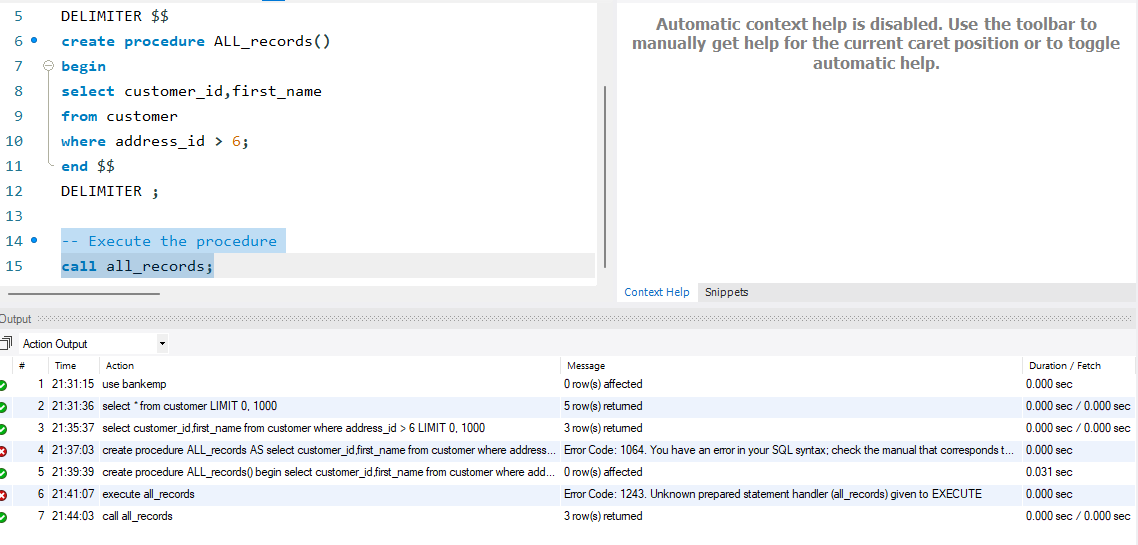 5 DELIMITER $$
6 create procedure ALL_records()
7 begin
8 select customer_id,first_name
9 from customer
10 where address_id > 6;
11 end $$
12 DELIMITER ;
13
14 -- Execute the procedure
15 call all_records;
Automatic context help is disabled. Use the toolbar to
manually get help for the current caret position or to toggle
automatic help.
Context Help Snippets
Output
Action Output
# Time Action Message Duration / Fetch
1 21:31:15 use bankemp 0 row(s) affected 0.000 sec
2 21:31:36 select * from customer LIMIT 0, 1000 5 row(s) returned 0.000 sec / 0.000 sec
3 21:35:37 select customer_id,first_name from customer where address_id > 6 LIMIT 0, 1000 3 row(s) returned 0.000 sec / 0.000 sec
4 21:37:03 create procedure ALL_records AS select customer_id,first_name from customer where address... Error Code: 1064. You have an error in your SQL syntax; check the manual that corresponds t... 0.000 sec
5 21:39:39 create procedure ALL_records() begin select customer_id,first_name from customer where add... 0 row(s) affected 0.031 sec
6 21:41:07 execute all_records Error Code: 1243. Unknown prepared statement handler (all_records) given to EXECUTE 0.000 sec
7 21:44:03 call all_records 3 row(s) returned 0.000 sec / 0.000 sec